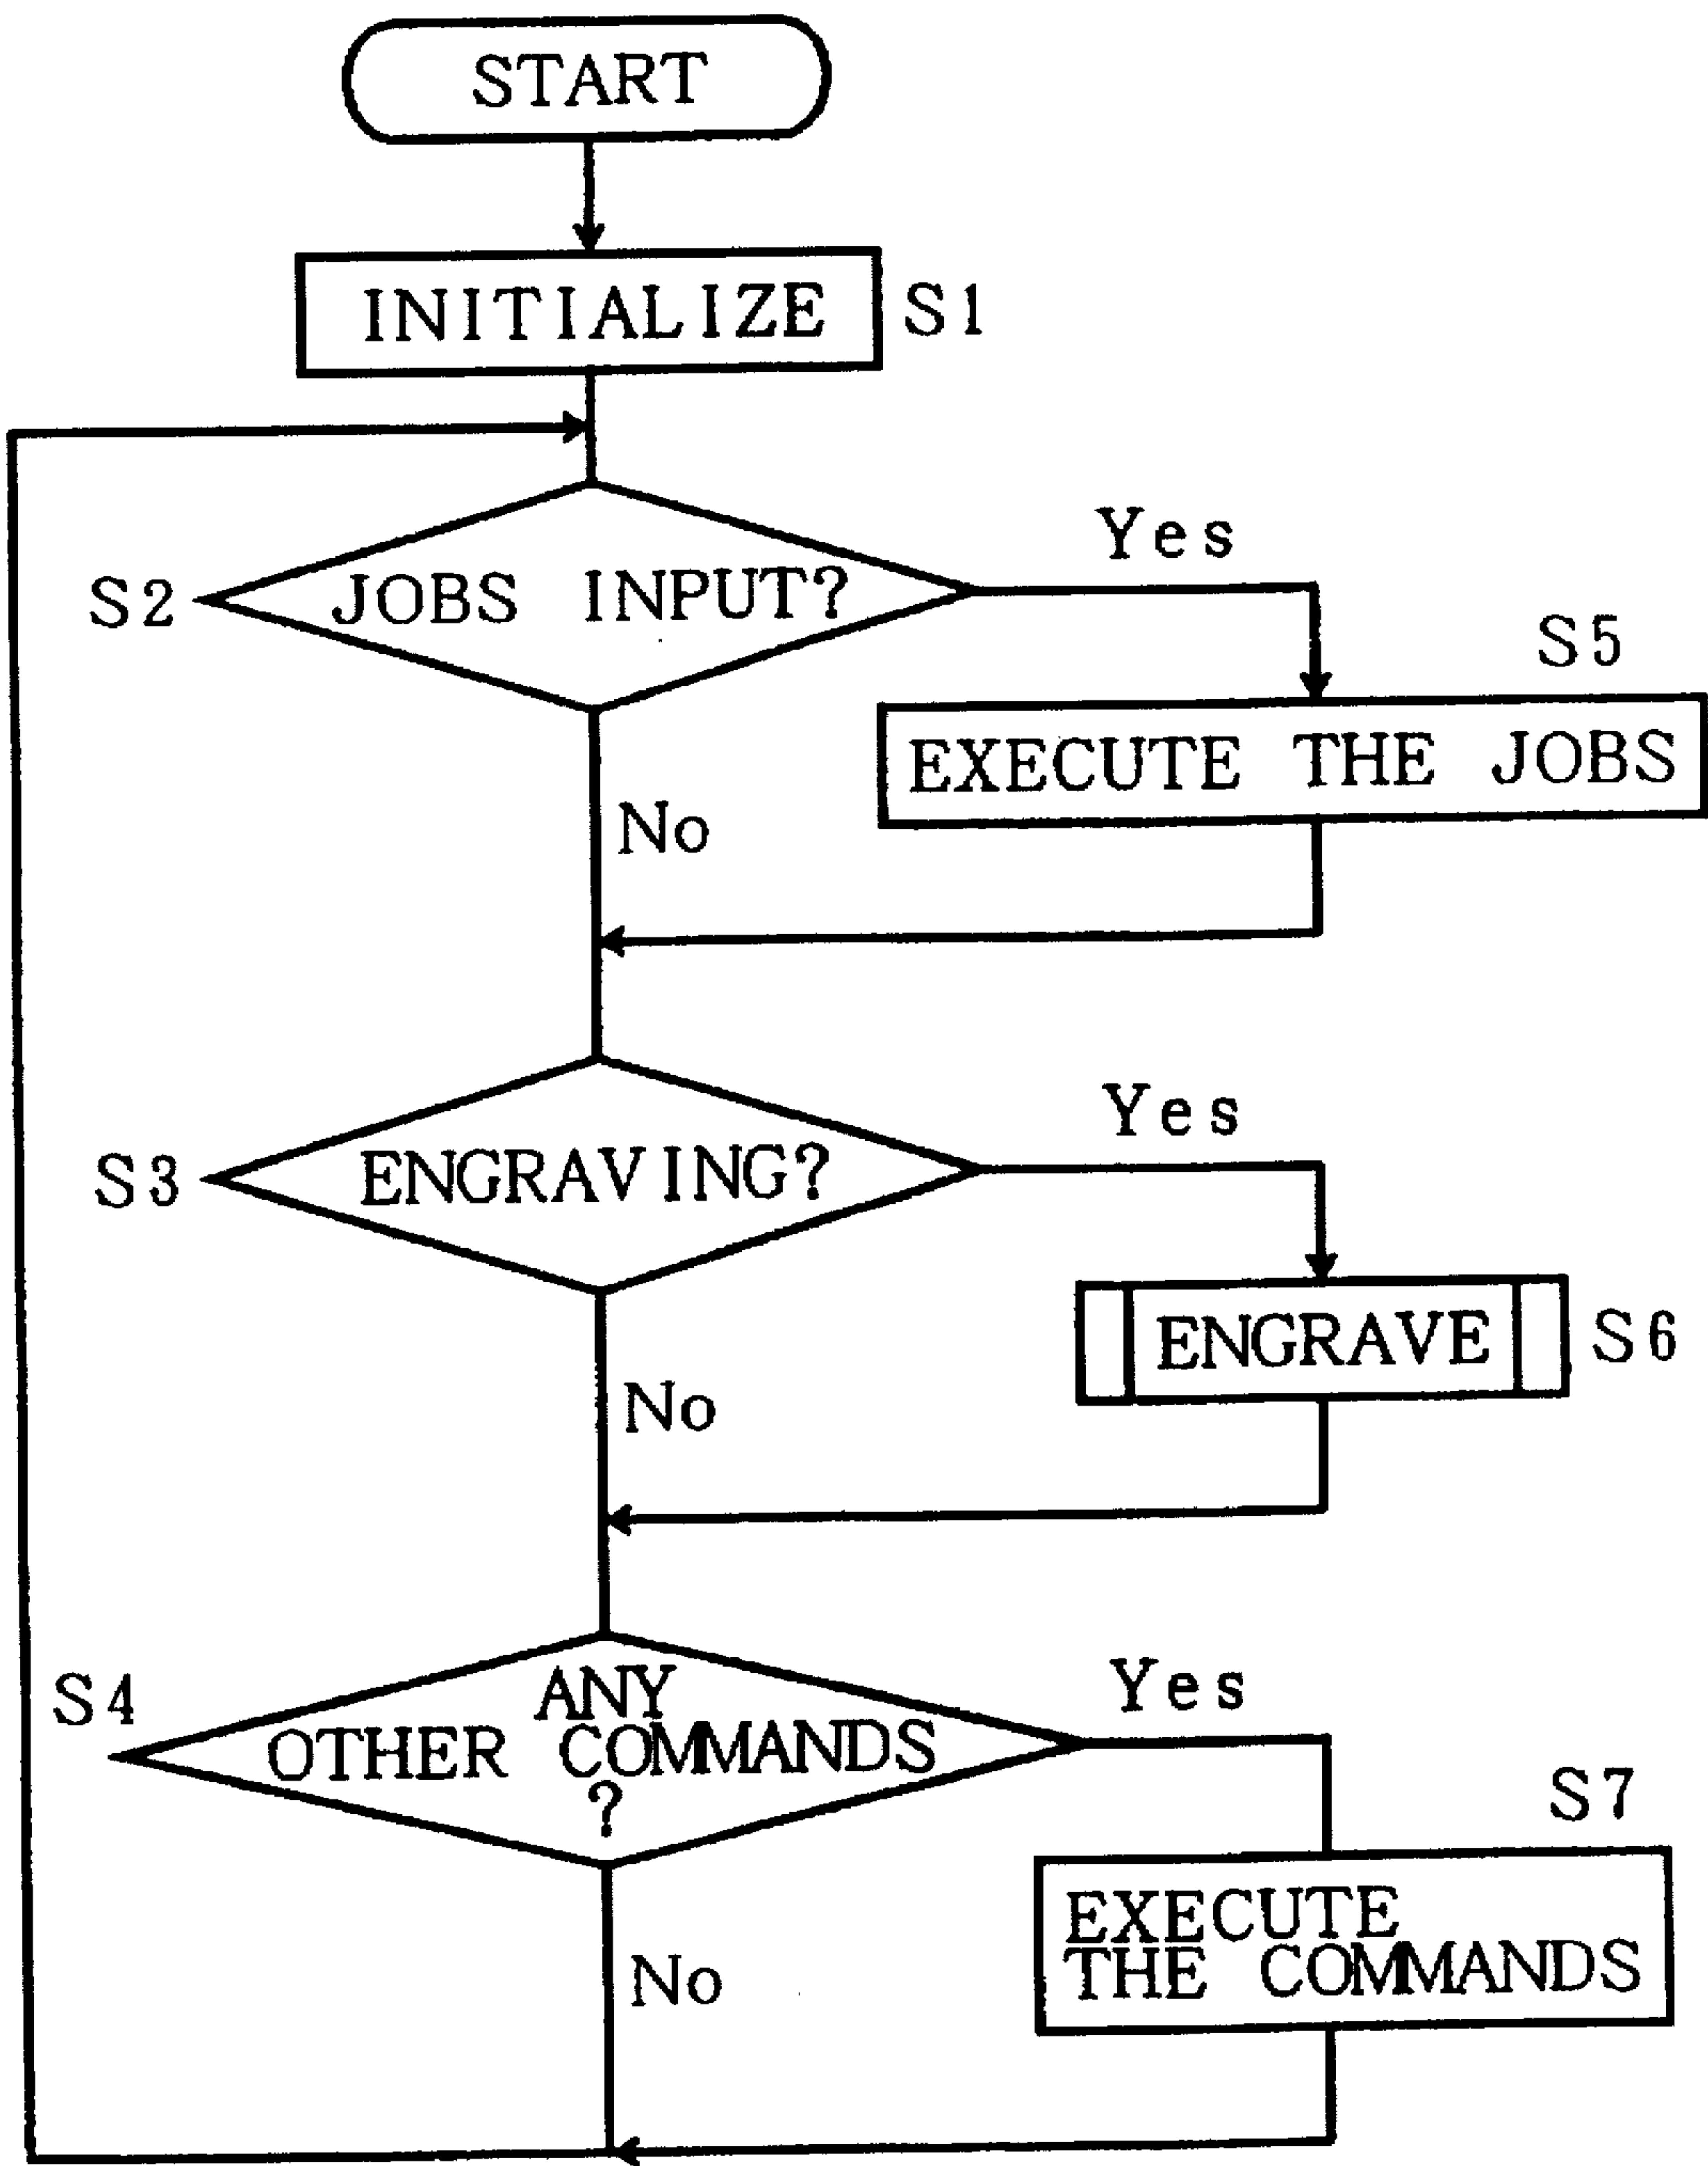 START
INITIALIZE
S1
S2
JOBS INPUT?
Yes
S5
EXECUTE THE JOBS
No
S3
ENGRAVING?
Yes
ENGRAVE
S6
No
S4
ANY
OTHER COMMANDS
?
Yes
S7
EXECUTE
THE COMMANDS
No